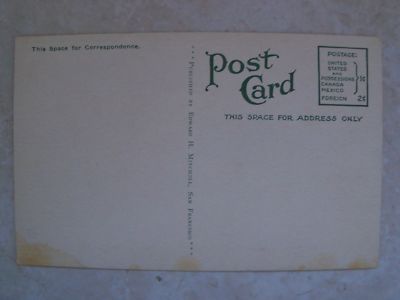 This Space for Correspondence.
*** Published by Edward H. Mitchell, San Francisco ***
Post
Card
THIS SPACE FOR ADDRESS ONLY
POSTAGE:
UNITED
STATES
AND
POSSESSIONS 1¢
CANADA
MEXICO
FOREIGN 2¢